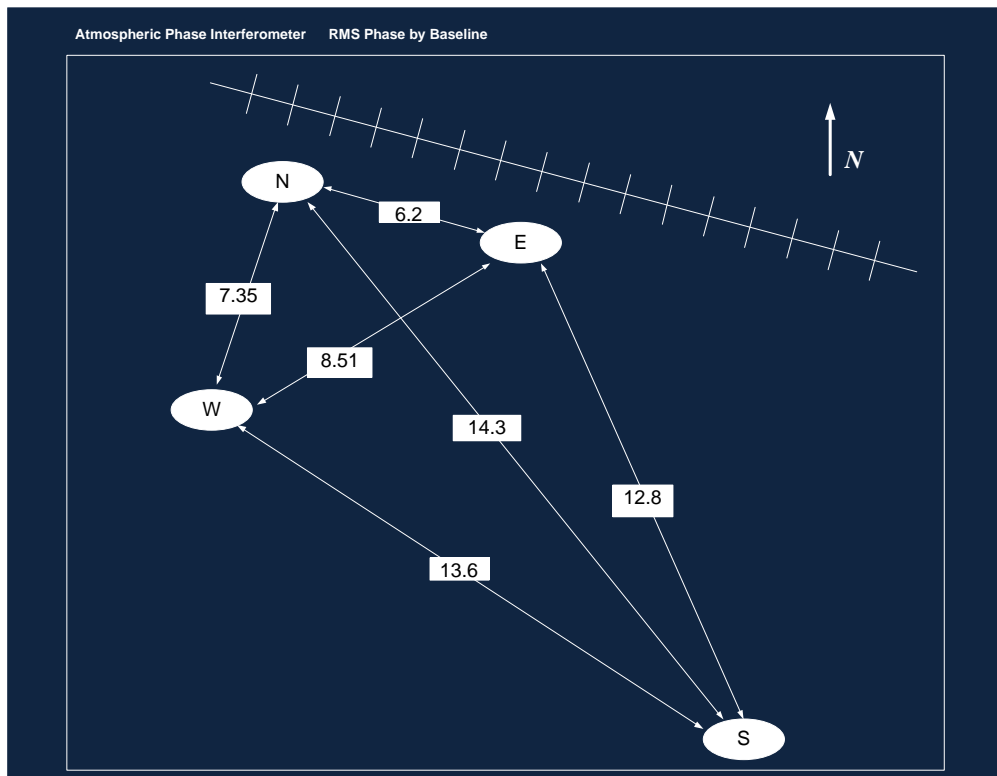 Atmospheric Phase Interferometer RMS Phase by Baseline
N
N
6.2
E
7.35
8.51
W
14.3
12.8
13.6
S